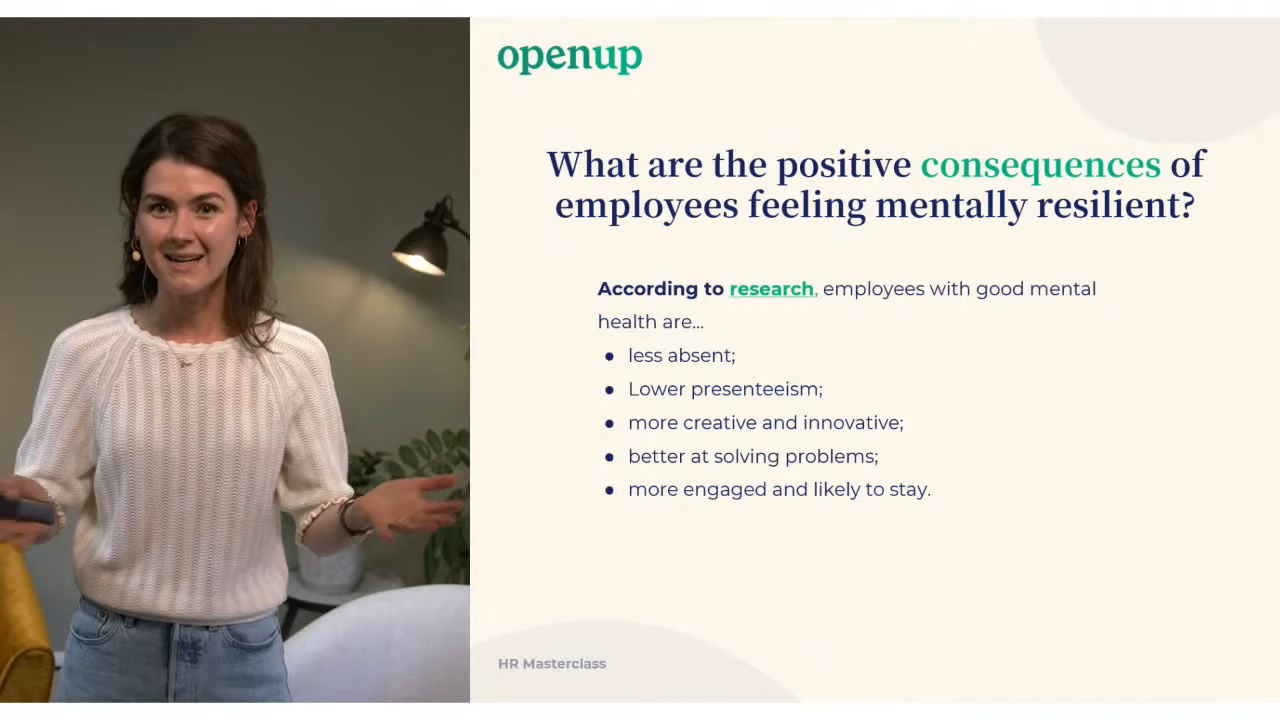 openup
What are the positive consequences of
employees feeling mentally resilient?
According to research, employees with good mental
health are...
● less absent;
● Lower presenteeism;
● more creative and innovative;
● better at solving problems;
● more engaged and likely to stay.
HR Masterclass